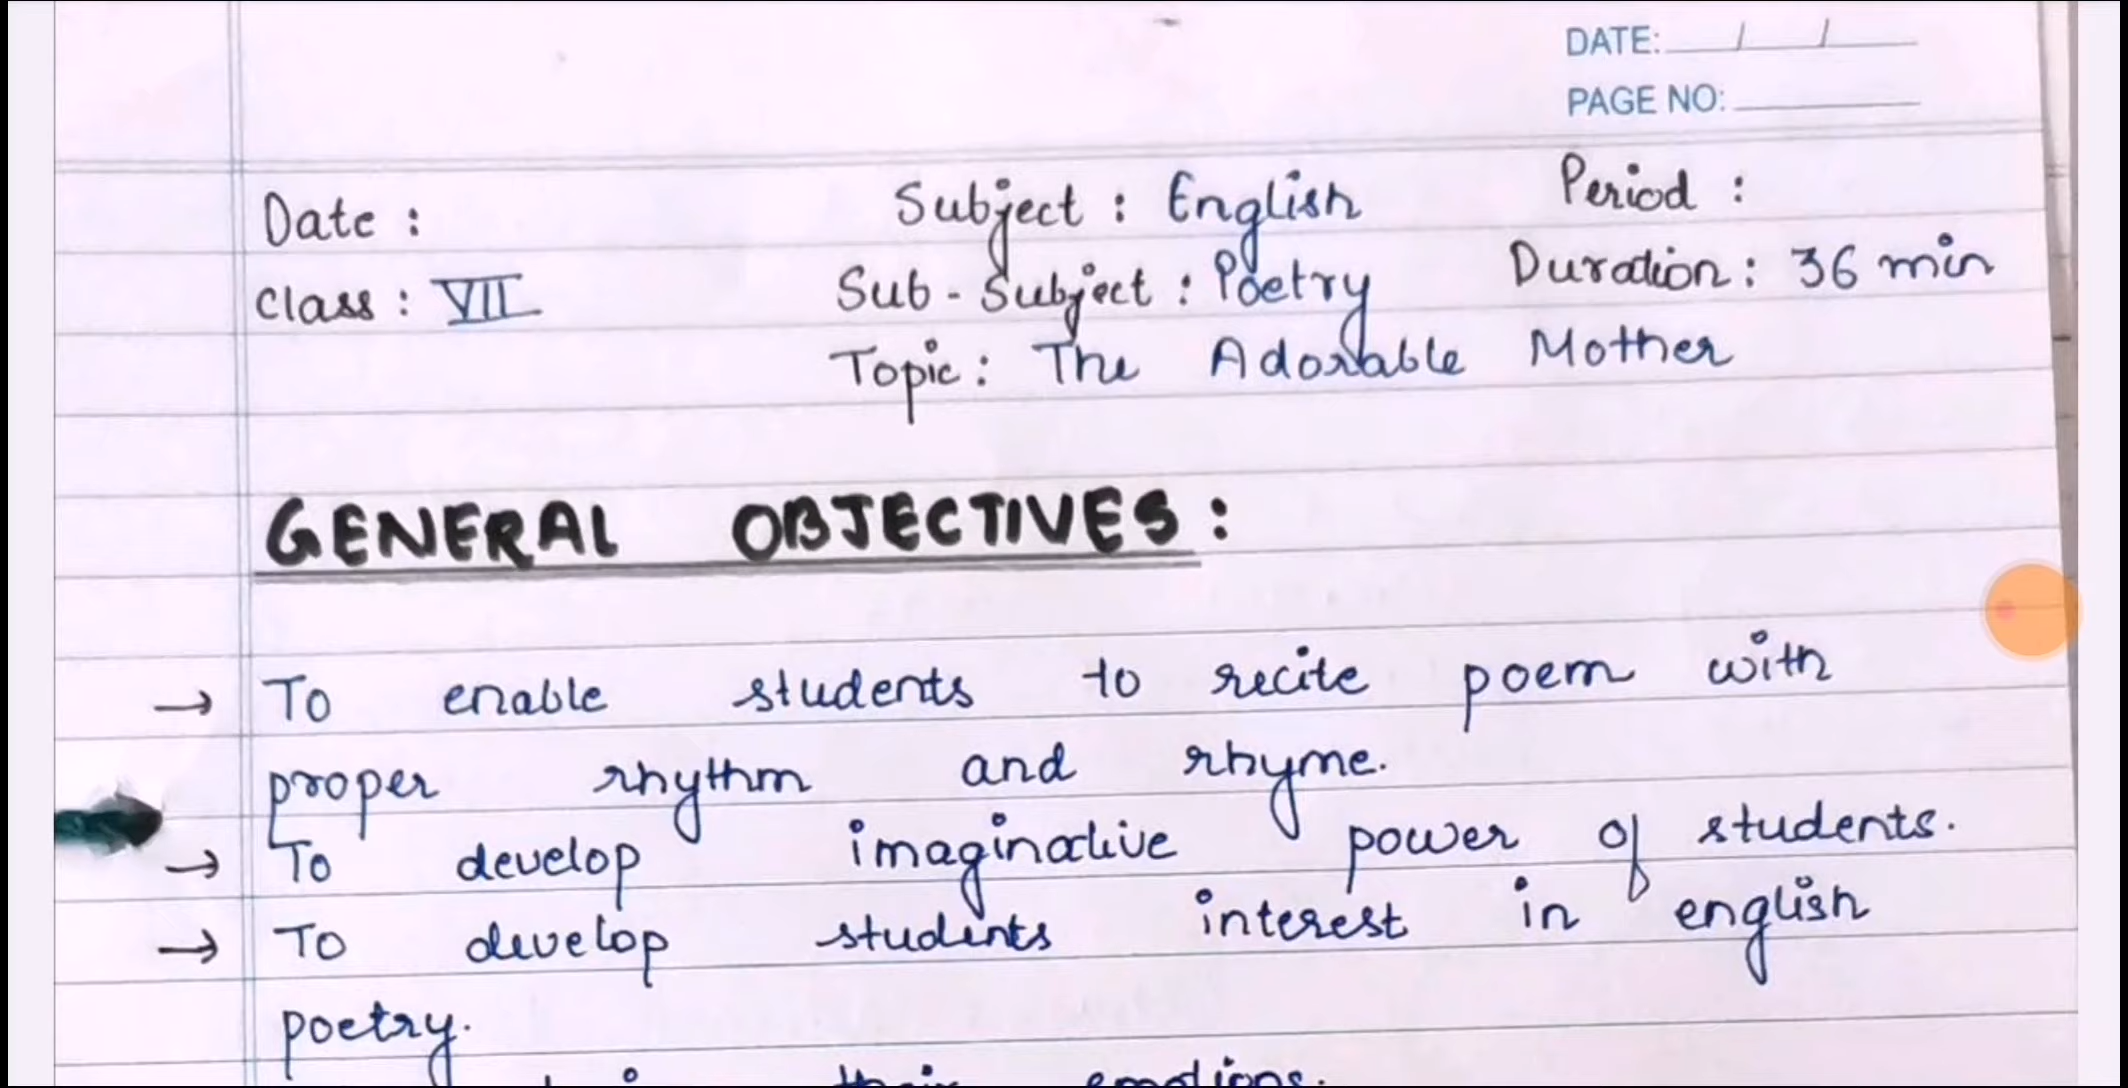 DATE: / /
PAGE NO:
Date : Subject : English Period :
Class : VII Sub - Subject : Poetry Duration : 36 min
Topic : The Adorable Mother
GENERAL OBJECTIVES :
→ To enable students to recite poem with
proper rhythm and rhyme.
→ To develop imaginative power of students.
→ To develop students interest in english
poetry.
their emotions.